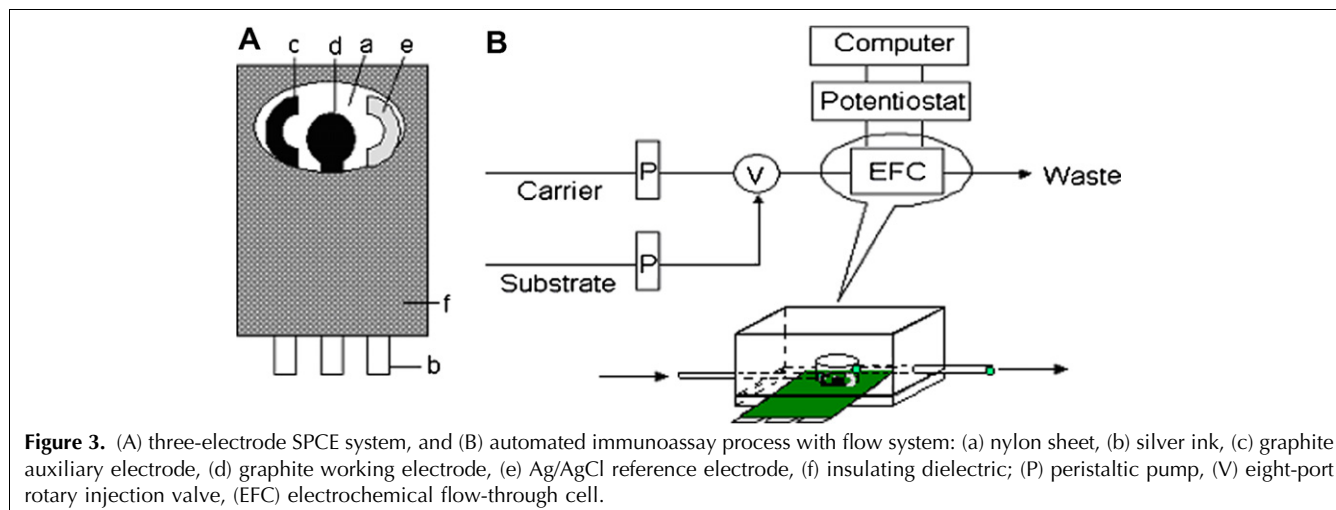 A
c d a e
f
b
B
Computer
Potentiostat
P
V
EFC
Waste
Carrier
P
Substrate
Figure 3. (A) three-electrode SPCE system, and (B) automated immunoassay process with flow system: (a) nylon sheet, (b) silver ink, (c) graphite
auxiliary electrode, (d) graphite working electrode, (e) Ag/AgCl reference electrode, (f) insulating dielectric; (P) peristaltic pump, (V) eight-port
rotary injection valve, (EFC) electrochemical flow-through cell.